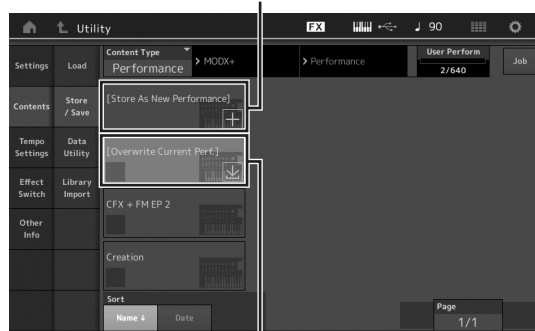 Utility
FX
♩ 90
Settings
Load
Content Type
Performance
MODX+
Performance
User Perform
2/640
Job
Contents
Store
/ Save
[Store As New Performance]
Tempo
Settings
Data
Utility
[Overwrite Current Perf.]
Effect
Switch
Library
Import
CFX + FM EP 2
Other
Info
Creation
Sort
Name ↓
Date
Page
1/1